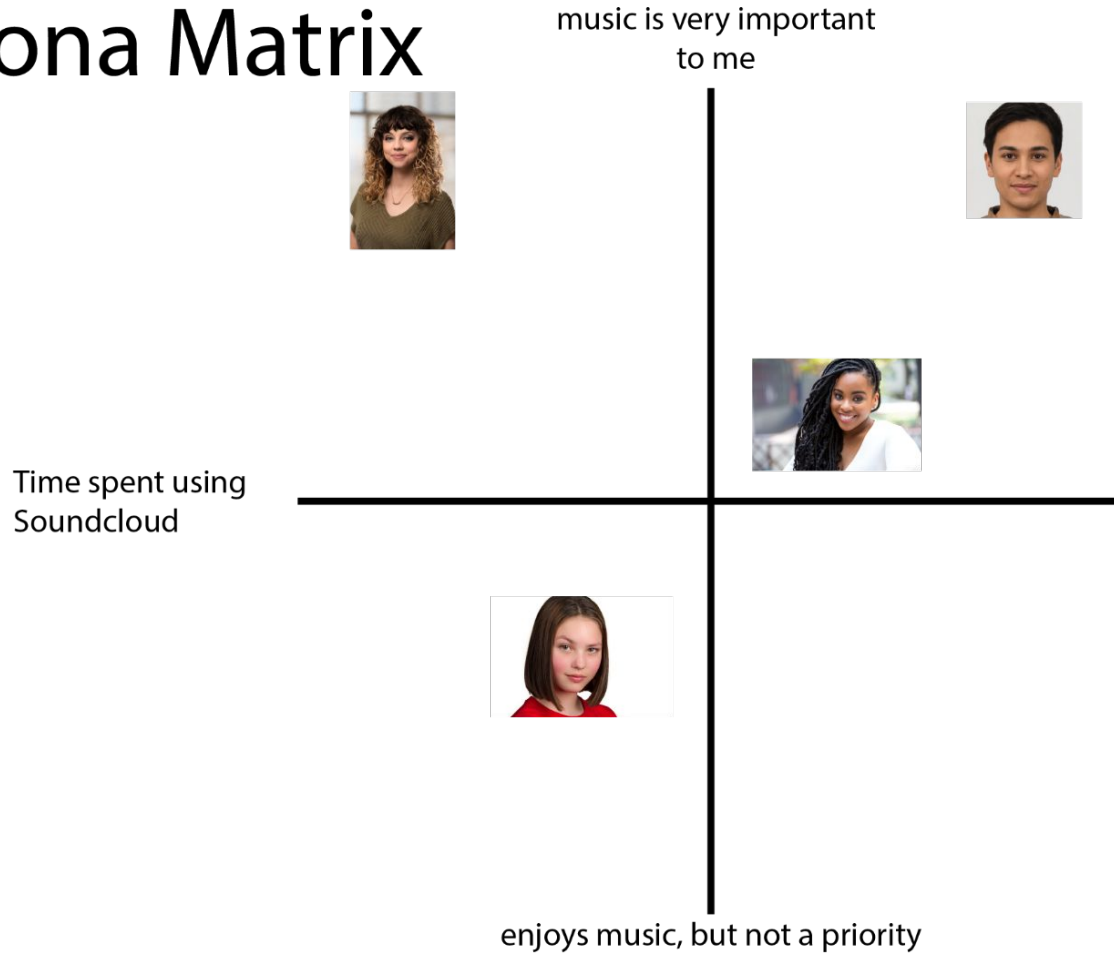 ona Matrix
music is very important
to me
Time spent using
Soundcloud
enjoys music, but not a priority